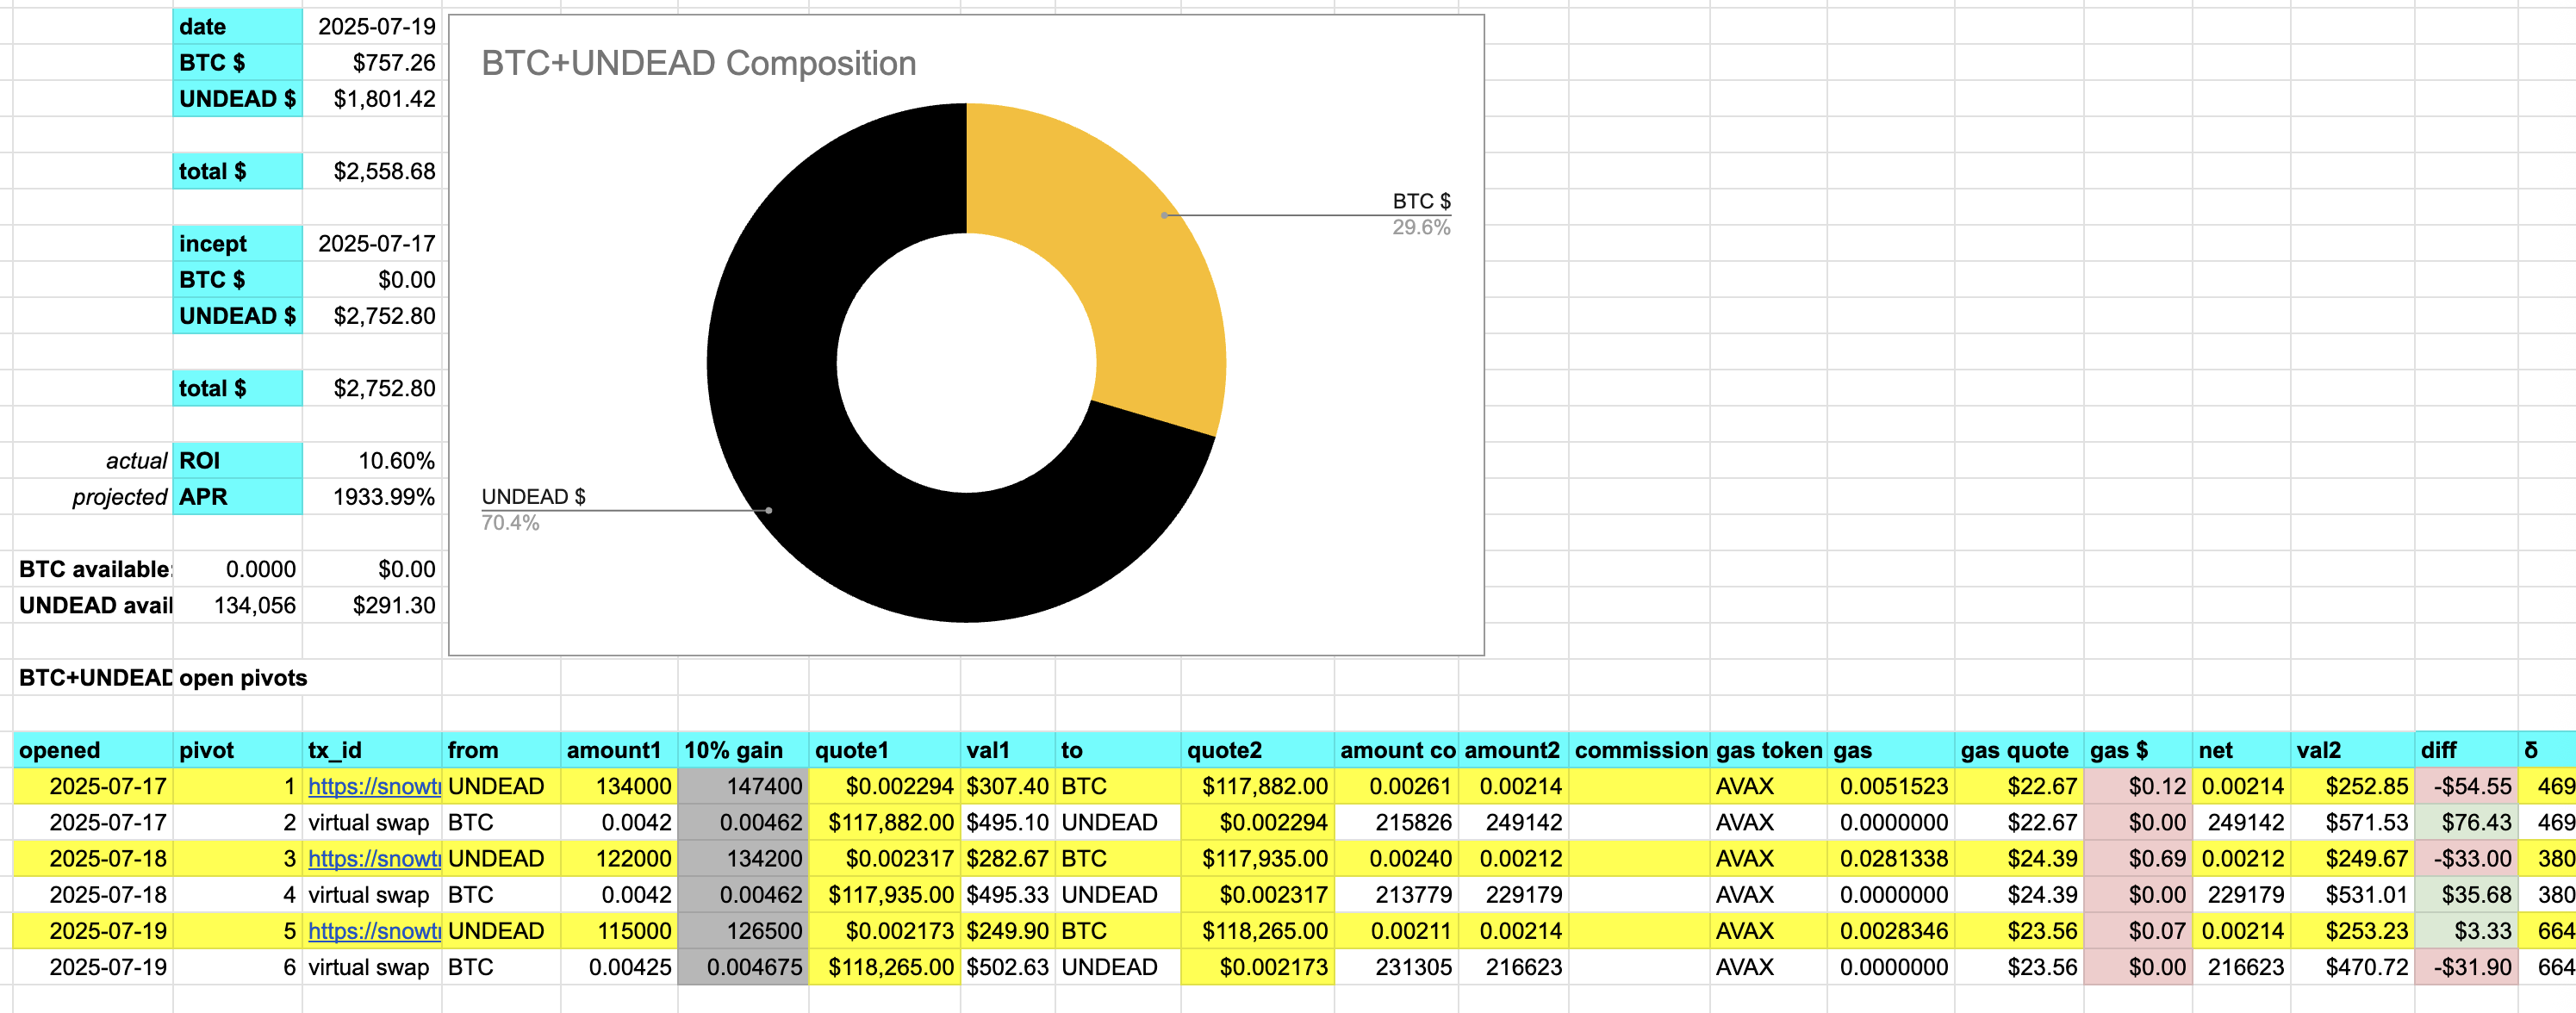 date 2025-07-19
BTC $ $757.26
UNDEAD $ $1,801.42
total $ $2,558.68
incept 2025-07-17
BTC $ $0.00
UNDEAD $ $2,752.80
total $ $2,752.80
actual ROI 10.60%
projected APR 1933.99%
BTC available: 0.0000 $0.00
UNDEAD avail 134,056 $291.30
BTC+UNDEAD Composition
BTC $
29.6%
UNDEAD $
70.4%
BTC+UNDEAD open pivots
opened pivot tx_id from amount1 10% gain quote1 val1 to quote2 amount co amount2 commission gas token gas gas quote gas $ net val2 diff δ
2025-07-17 1 https://snowtr UNDEAD 134000 147400 $0.002294 $307.40 BTC $117,882.00 0.00261 0.00214 AVAX 0.0051523 $22.67 $0.12 0.00214 $252.85 -$54.55 469
2025-07-17 2 virtual swap BTC 0.0042 0.00462 $117,882.00 $495.10 UNDEAD $0.002294 215826 249142 AVAX 0.0000000 $22.67 $0.00 249142 $571.53 $76.43 469
2025-07-18 3 https://snowtr UNDEAD 122000 134200 $0.002317 $282.67 BTC $117,935.00 0.00240 0.00212 AVAX 0.0281338 $24.39 $0.69 0.00212 $249.67 -$33.00 380
2025-07-18 4 virtual swap BTC 0.0042 0.00462 $117,935.00 $495.33 UNDEAD $0.002317 213779 229179 AVAX 0.0000000 $24.39 $0.00 229179 $531.01 $35.68 380
2025-07-19 5 https://snowtr UNDEAD 115000 126500 $0.002173 $249.90 BTC $118,265.00 0.00211 0.00214 AVAX 0.0028346 $23.56 $0.07 0.00214 $253.23 $3.33 664
2025-07-19 6 virtual swap BTC 0.00425 0.004675 $118,265.00 $502.63 UNDEAD $0.002173 231305 216623 AVAX 0.0000000 $23.56 $0.00 216623 $470.72 -$31.90 664